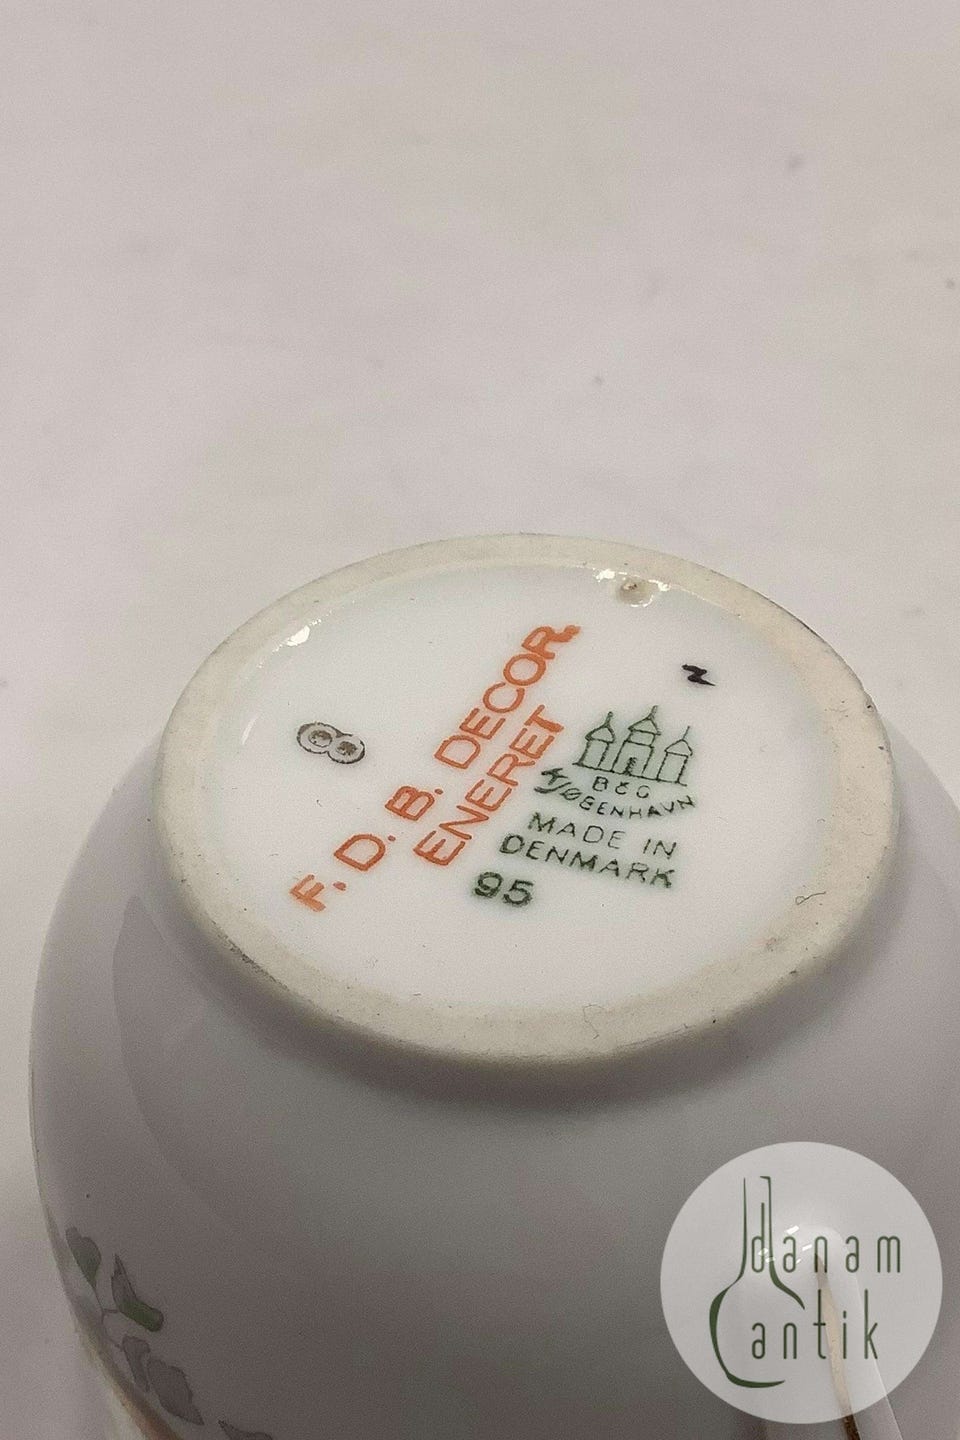 F. D. B. DECOR.
ENERET
B&G
KJØBENHAVN
MADE IN
DENMARK
95
danam
antik